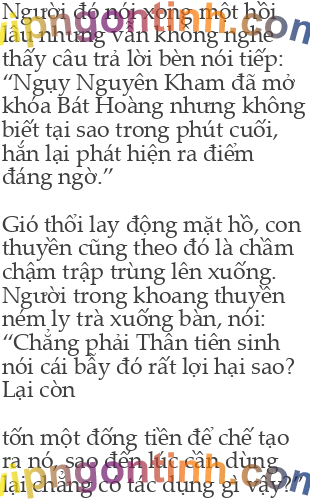 Người đó nói xong một hồi
lâu nhưng vẫn không nghe
thấy câu trả lời bèn nói tiếp:
“Ngụy Nguyên Kham đã mở
khóa Bát Hoàng nhưng không
biết tại sao trong phút cuối,
hắn lại phát hiện ra điểm
đáng ngờ.”
Gió thổi lay động mặt hồ, con
thuyền cũng theo đó là chầm
chậm trập trùng lên xuống.
Người trong khoang thuyền
ném ly trà xuống bàn, nói:
“Chẳng phải Thân tiên sinh
nói cái bẫy đó rất lợi hại sao?
Lại còn
tốn một đống tiền để chế tạo
ra nó, sao đến lúc cần dùng
lại chẳng có tác dụng gì vậy?”
vipngontinh.com
vipngontinh.com